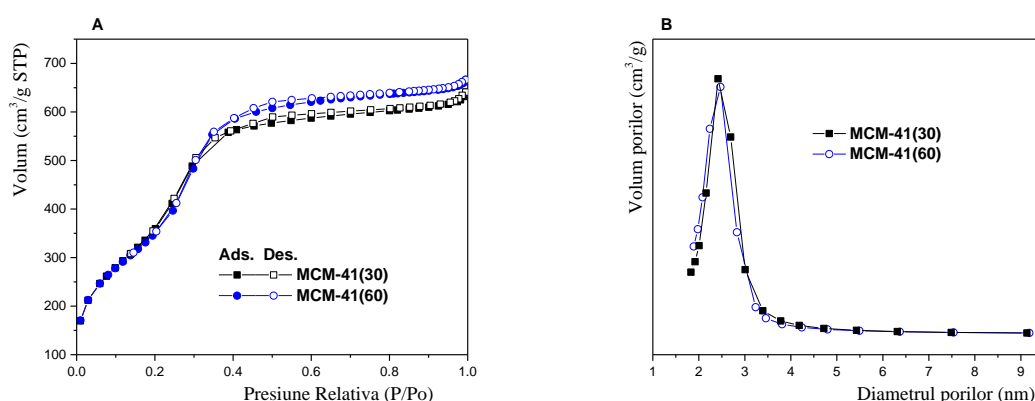 A
Volum (cm³/g STP)
700
600
500
400
300
200
100
0.0 0.2 0.4 0.6 0.8 1.0
Presiune Relativa (P/Po)
Ads. Des.
MCM-41(30)
MCM-41(60)
B
Volum porilor (cm³/g)
MCM-41(30)
MCM-41(60)
1 2 3 4 5 6 7 8 9
Diametrul porilor (nm)